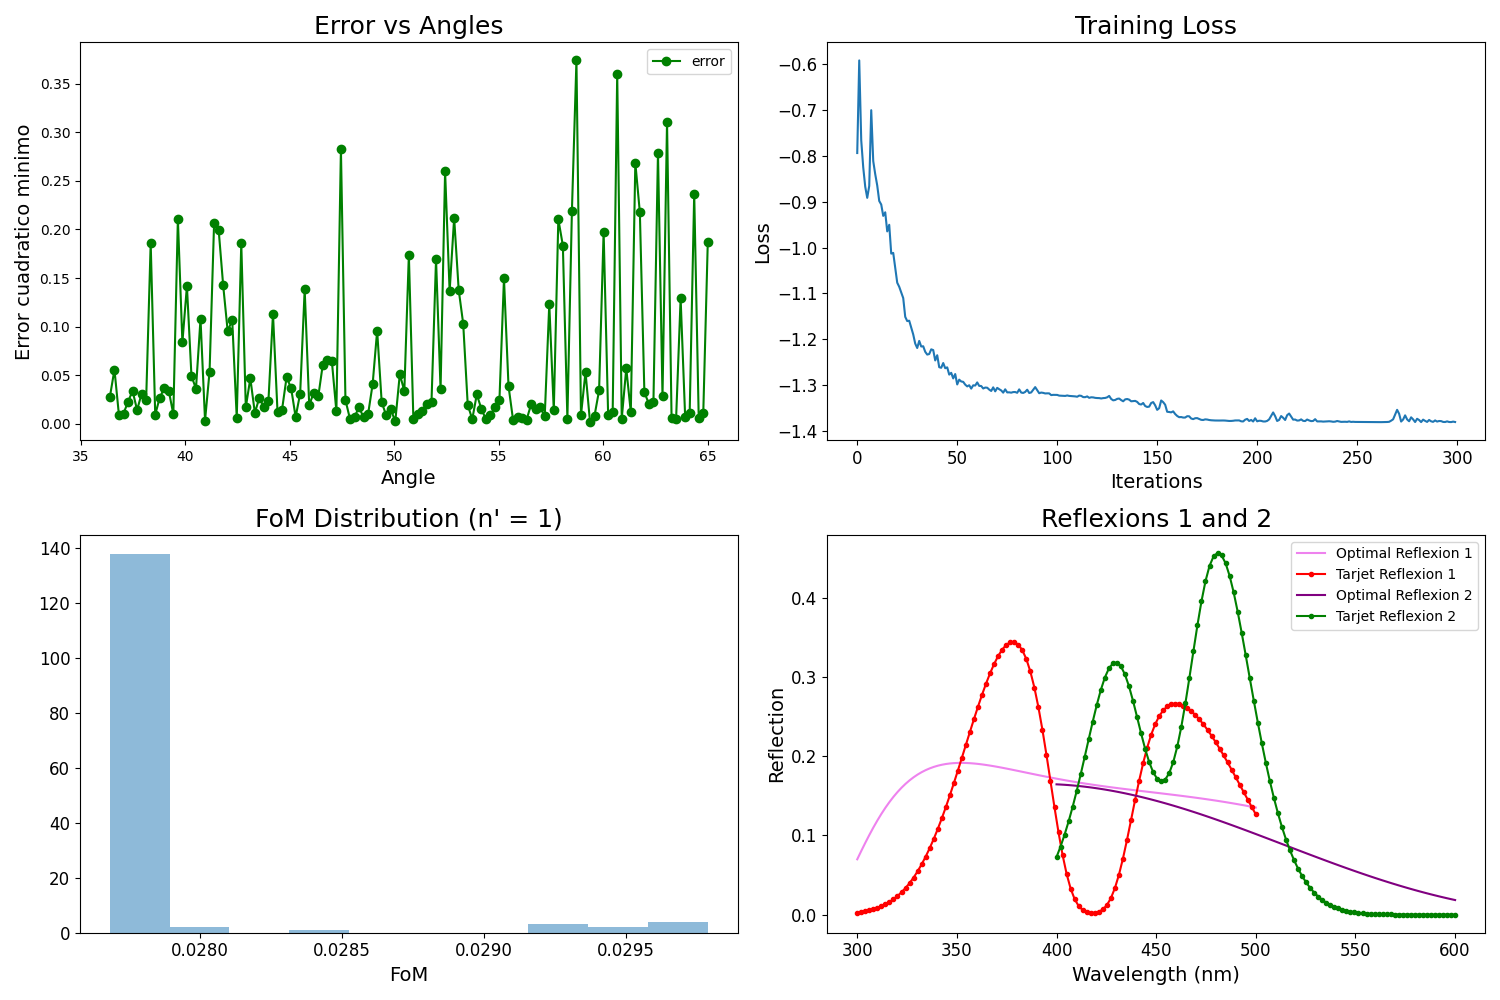 Error vs Angles
error
Error cuadratico minimo
0.35
0.30
0.25
0.20
0.15
0.10
0.05
0.00
35 40 45 50 55 60 65
Angle
Training Loss
Loss
−0.6
−0.7
−0.8
−0.9
−1.0
−1.1
−1.2
−1.3
−1.4
0 50 100 150 200 250 300
Iterations
FoM Distribution (n' = 1)
140
120
100
80
60
40
20
0
0.0280 0.0285 0.0290 0.0295
FoM
Reflexions 1 and 2
Optimal Reflexion 1
Tarjet Reflexion 1
Optimal Reflexion 2
Tarjet Reflexion 2
Reflection
0.4
0.3
0.2
0.1
0.0
300 350 400 450 500 550 600
Wavelength (nm)